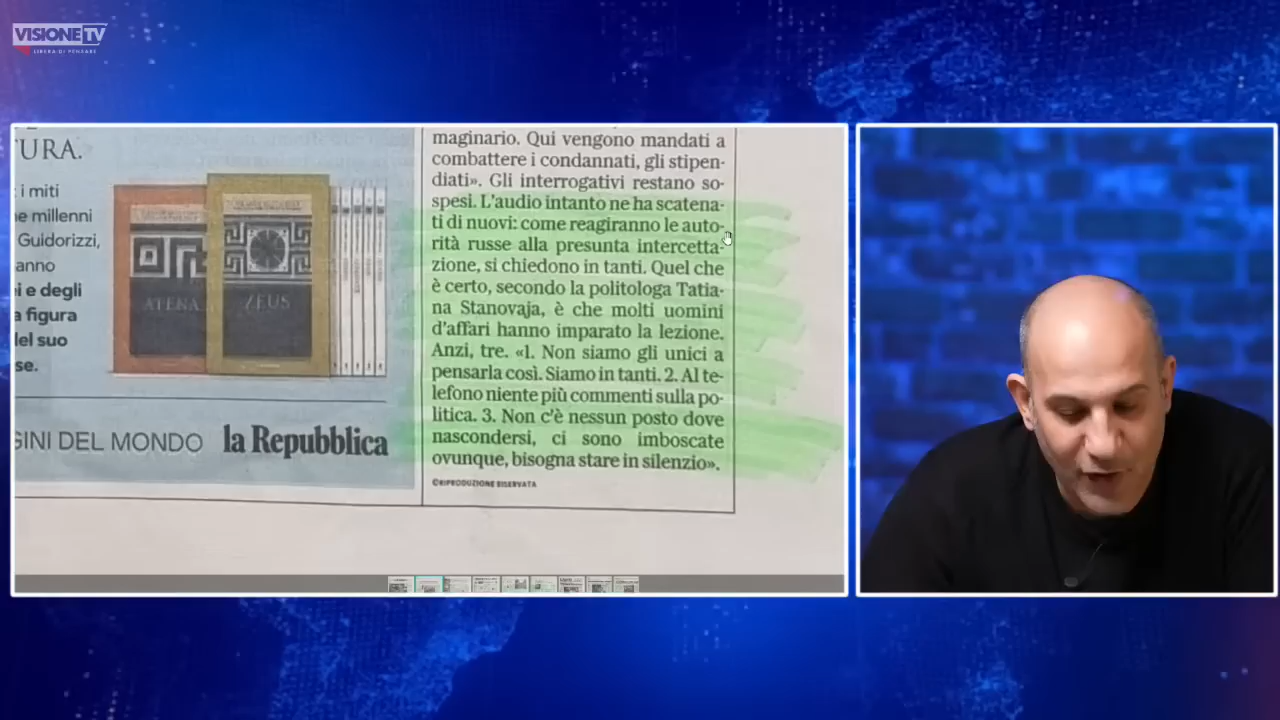 VISIONETV
LIBERA DI PENSARE
TURA.
i miti
millenni
Guidorizzi,
anno
i e degli
a figura
del suo
se.
ATENA
ZEUS
GINI DEL MONDO la Repubblica
maginario. Qui vengono mandati a
combattere i condannati, gli stipen-
diati». Gli interrogativi restano so-
spesi. L'audio intanto ne ha scatena-
ti di nuovi: come reagiranno le auto-
rità russe alla presunta intercetta-
zione, si chiedono in tanti. Quel che
è certo, secondo la politologa Tatia-
na Stanovaja, è che molti uomini
d'affari hanno imparato la lezione.
Anzi, tre. «1. Non siamo gli unici a
pensarla così. Siamo in tanti. 2. Al te-
lefono niente più commenti sulla po-
litica. 3. Non c'è nessun posto dove
nascondersi, ci sono imboscate
ovunque, bisogna stare in silenzio».
©RIPRODUZIONE RISERVATA